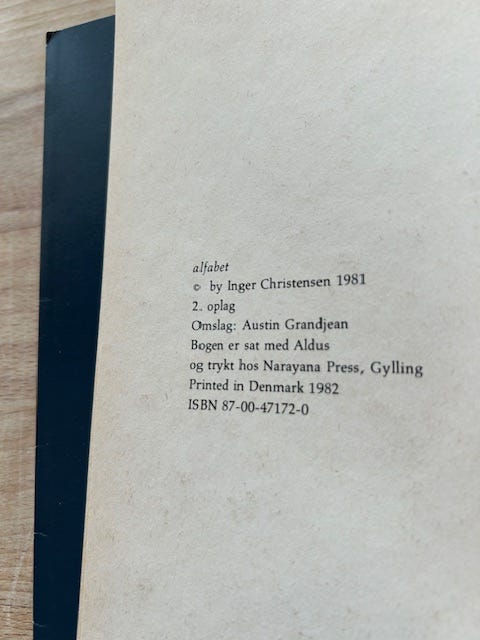 alfabet
© by Inger Christensen 1981
2. oplag
Omslag: Austin Grandjean
Bogen er sat med Aldus
og trykt hos Narayana Press, Gylling
Printed in Denmark 1982
ISBN 87-00-47172-0